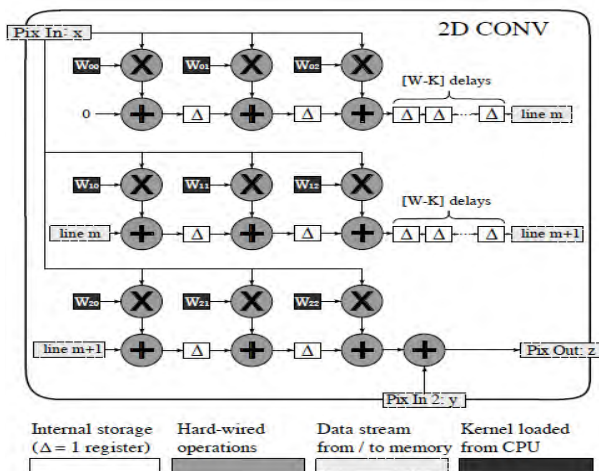 2D CONV
Pix In: x
W00 X W01 X W02 X
[W-K] delays
0 + Δ + Δ + Δ Δ Δ line m
W10 X W11 X W12 X
[W-K] delays
line m + Δ + Δ + Δ Δ Δ line m+1
W20 X W21 X W22 X
line m+1 + Δ + Δ + + Pix Out: z
Pix In 2: y
Internal storage
(Δ = 1 register)
Hard-wired
operations
Data stream
from / to memory
Kernel loaded
from CPU